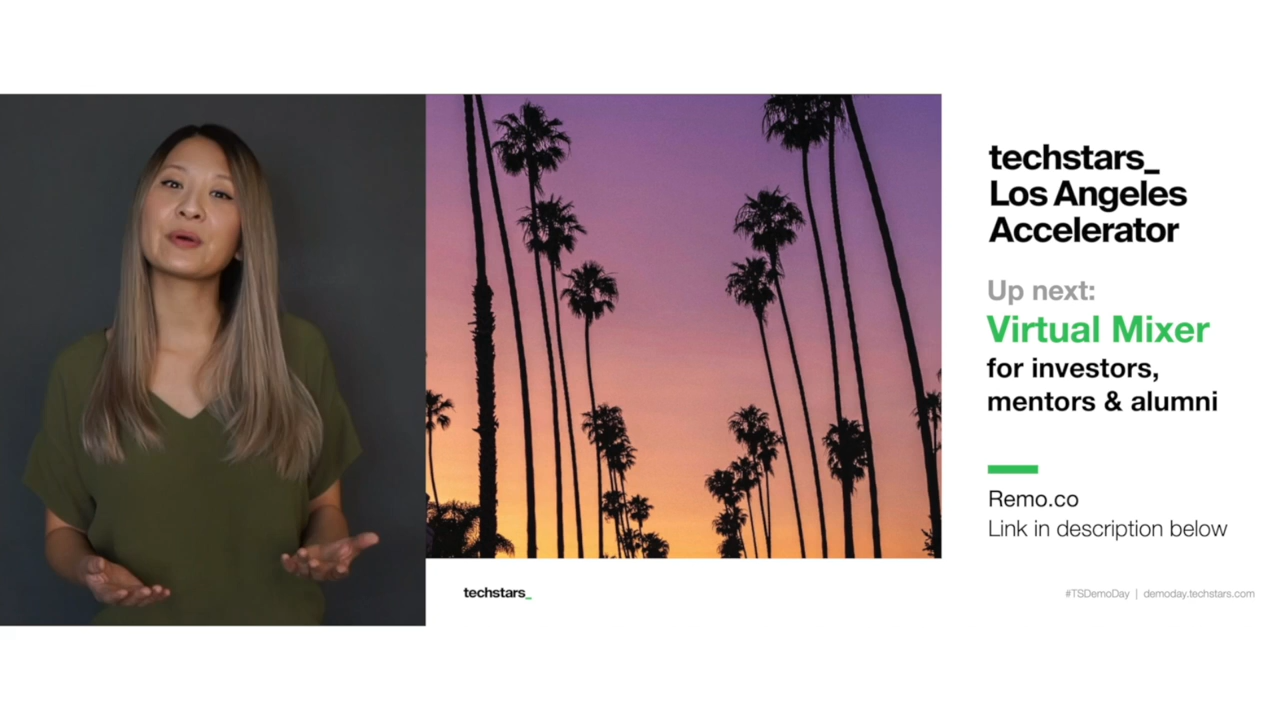 techstars_
Los Angeles
Accelerator
Up next:
Virtual Mixer
for investors,
mentors & alumni
Remo.co
Link in description below
techstars_
#TSDemoDay | demoday.techstars.com